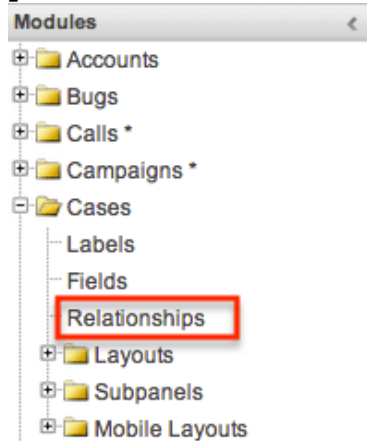 Modules
Accounts
Bugs
Calls *
Campaigns *
Cases
Labels
Fields
Relationships
Layouts
Subpanels
Mobile Layouts